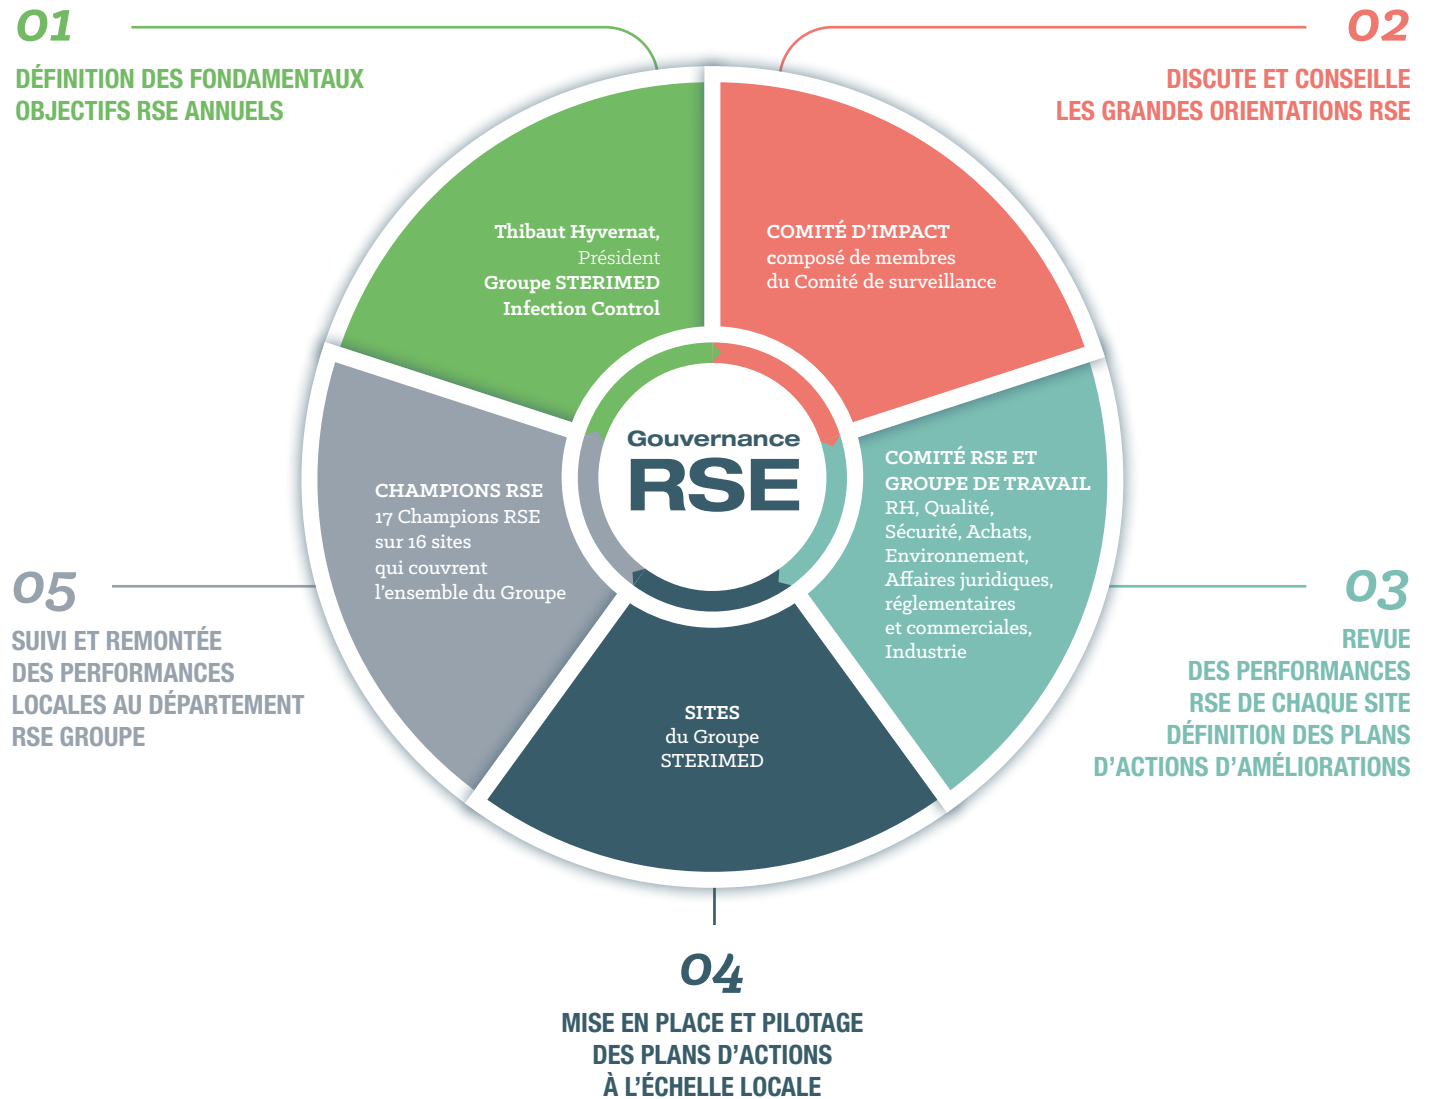 01
DÉFINITION DES FONDAMENTAUX
OBJECTIFS RSE ANNUELS
02
DISCUTE ET CONSEILLE
LES GRANDES ORIENTATIONS RSE
Thibaut Hyvernat,
Président
Groupe STERIMED
Infection Control
COMITÉ D'IMPACT
composé de membres
du Comité de surveillance
Gouvernance
RSE
COMITÉ RSE ET
GROUPE DE TRAVAIL
RH, Qualité,
Sécurité, Achats,
Environnement,
Affaires juridiques,
réglementaires
et commerciales,
Industrie
03
REVUE
DES PERFORMANCES
RSE DE CHAQUE SITE
DÉFINITION DES PLANS
D'ACTIONS D'AMÉLIORATIONS
SITES
du Groupe
STERIMED
04
MISE EN PLACE ET PILOTAGE
DES PLANS D'ACTIONS
À L'ÉCHELLE LOCALE
CHAMPIONS RSE
17 Champions RSE
sur 16 sites
qui couvrent
l'ensemble du Groupe
05
SUIVI ET REMONTÉE
DES PERFORMANCES
LOCALES AU DÉPARTEMENT
RSE GROUPE